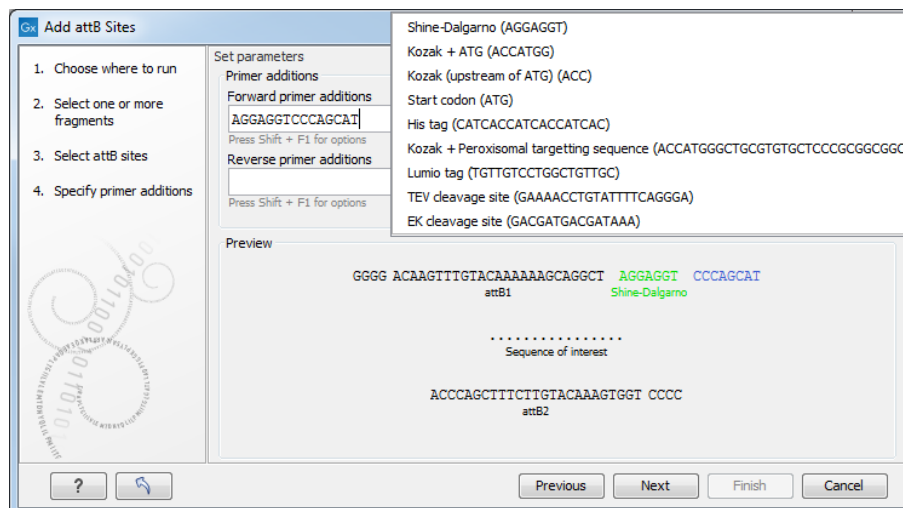 Gx Add attB Sites
1. Choose where to run
2. Select one or more
fragments
3. Select attB sites
4. Specify primer additions
Set parameters
Primer additions
Forward primer additions
AGGAGGTCCCAGCAT
Press Shift + F1 for options
Reverse primer additions
Press Shift + F1 for options
Shine-Dalgarno (AGGAGGT)
Kozak + ATG (ACCATGG)
Kozak (upstream of ATG) (ACC)
Start codon (ATG)
His tag (CATCACCATCACCATCAC)
Kozak + Peroxisomal targetting sequence (ACCATGGGCTGCGTGTGCTCCCGCGGCGGC
Lumio tag (TGTTGTCCTGGCTGTTGC)
TEV cleavage site (GAAAACCTGTATTTTCAGGGA)
EK cleavage site (GACGATGACGATAAA)
Preview
GGGG ACAAGTTTGTACAAAAAAGCAGGCT AGGAGGT CCCAGCAT
attB1 Shine-Dalgarno
................
Sequence of interest
ACCCAGCTTTCTTGTACAAAGTGGT CCCC
attB2
? Previous Next Finish Cancel